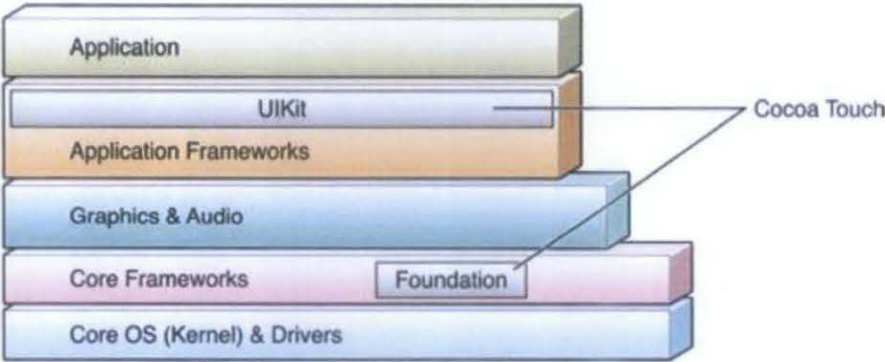 Application
UIKit
Cocoa Touch
Application Frameworks
Graphics & Audio
Core Frameworks
Foundation
Core OS (Kernel) & Drivers